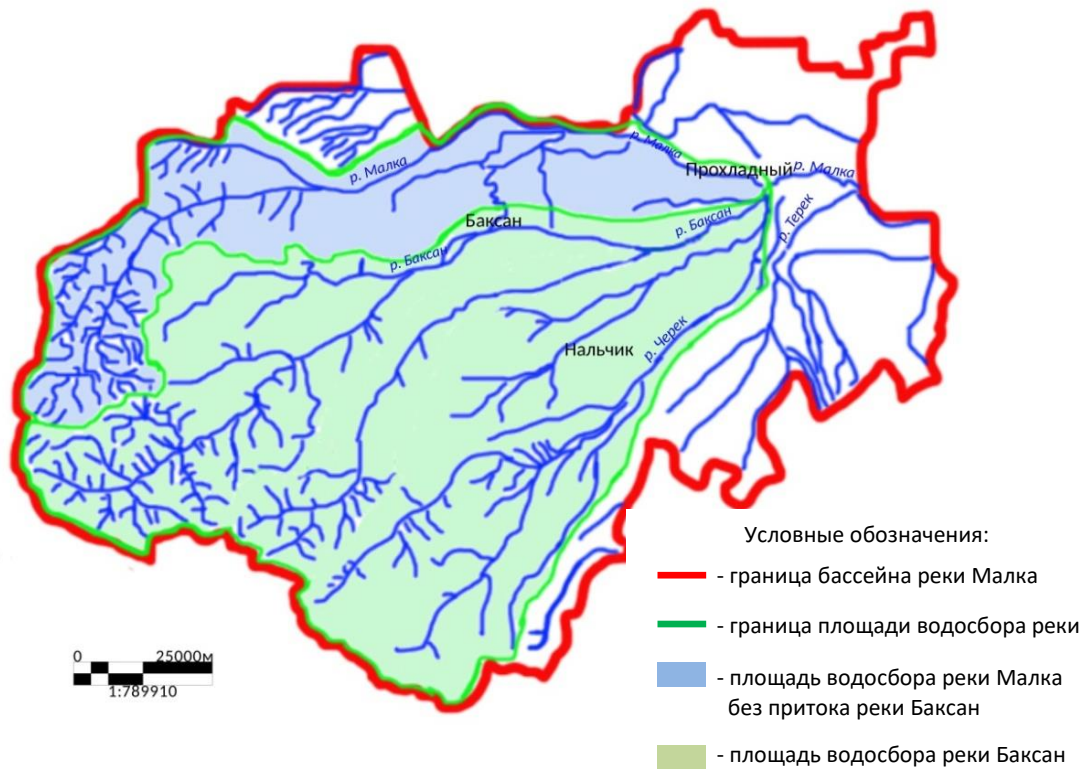 р. Малка
р. Малка
Прохладный
р. Малка
Баксан
р. Баксан
р. Терек
р. Баксан
Нальчик
р. Черек
Условные обозначения:
- граница бассейна реки Малка
- граница площади водосбора реки
- площадь водосбора реки Малка
без притока реки Баксан
- площадь водосбора реки Баксан
0 25000м
1:789910